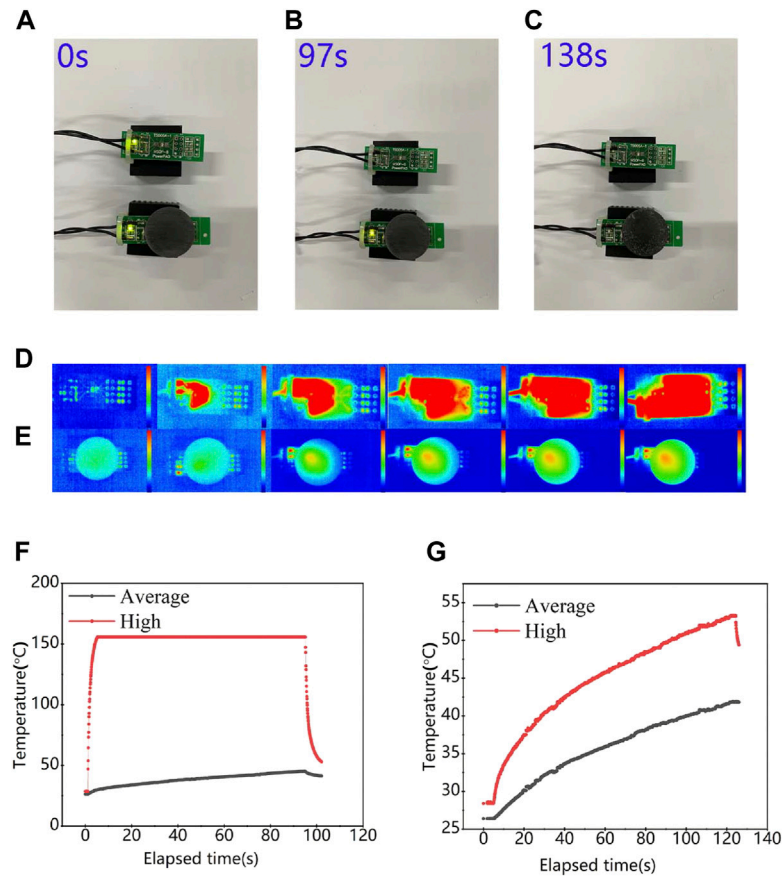 A
B
C
0s
97s
138s
D
E
F
G
200
150
100
50
0
Average
High
Temperature(°C)
0 20 40 60 80 100 120
Elapsed time(s)
55
50
45
40
35
30
25
Average
High
Temperature(°C)
0 20 40 60 80 100 120 140
Elapsed time(s)